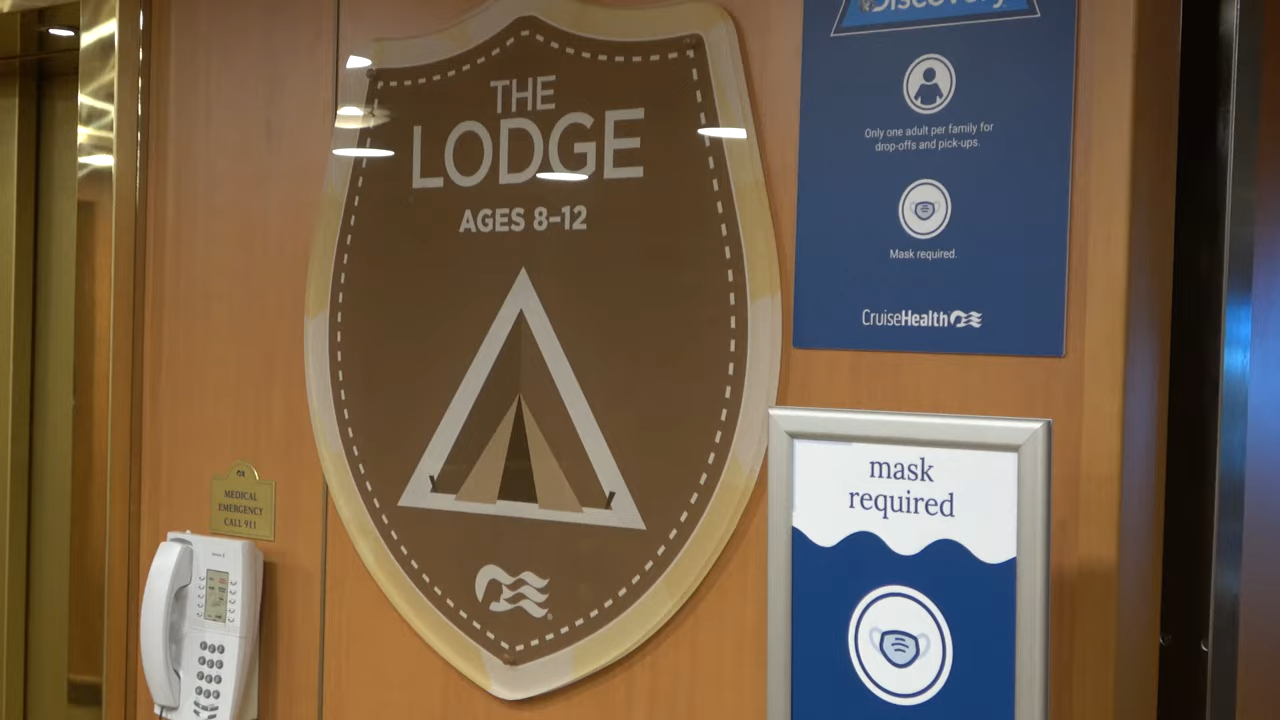 THE
LODGE
AGES 8-12
Discovery
Only one adult per family for
drop-offs and pick-ups.
Mask required.
CruiseHealth
mask
required
MEDICAL
EMERGENCY
CALL 911